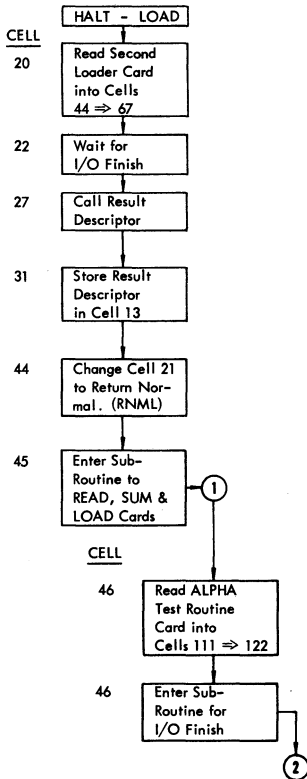 HALT - LOAD
CELL
20
Read Second
Loader Card
into Cells
44 ⇒ 67
22
Wait for
I/O Finish
27
Call Result
Descriptor
31
Store Result
Descriptor
in Cell 13
44
Change Cell 21
to Return Nor-
mal. (RNML)
45
Enter Sub-
Routine to
READ, SUM &
LOAD Cards
1
CELL
46
Read ALPHA
Test Routine
Card into
Cells 111 ⇒ 122
46
Enter Sub-
Routine for
I/O Finish
2